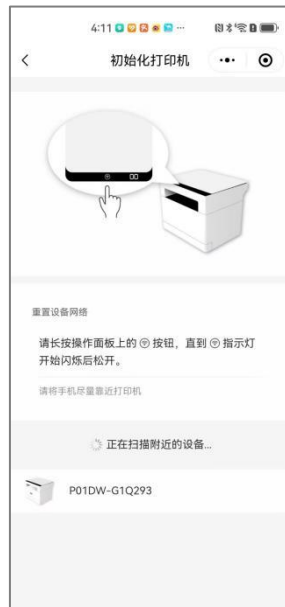 4:11
初始化打印机
重置设备网络
请长按操作面板上的 按钮，直到 指示灯
开始闪烁后松开。
请将手机尽量靠近打印机
正在扫描附近的设备...
P01DW-G1Q293